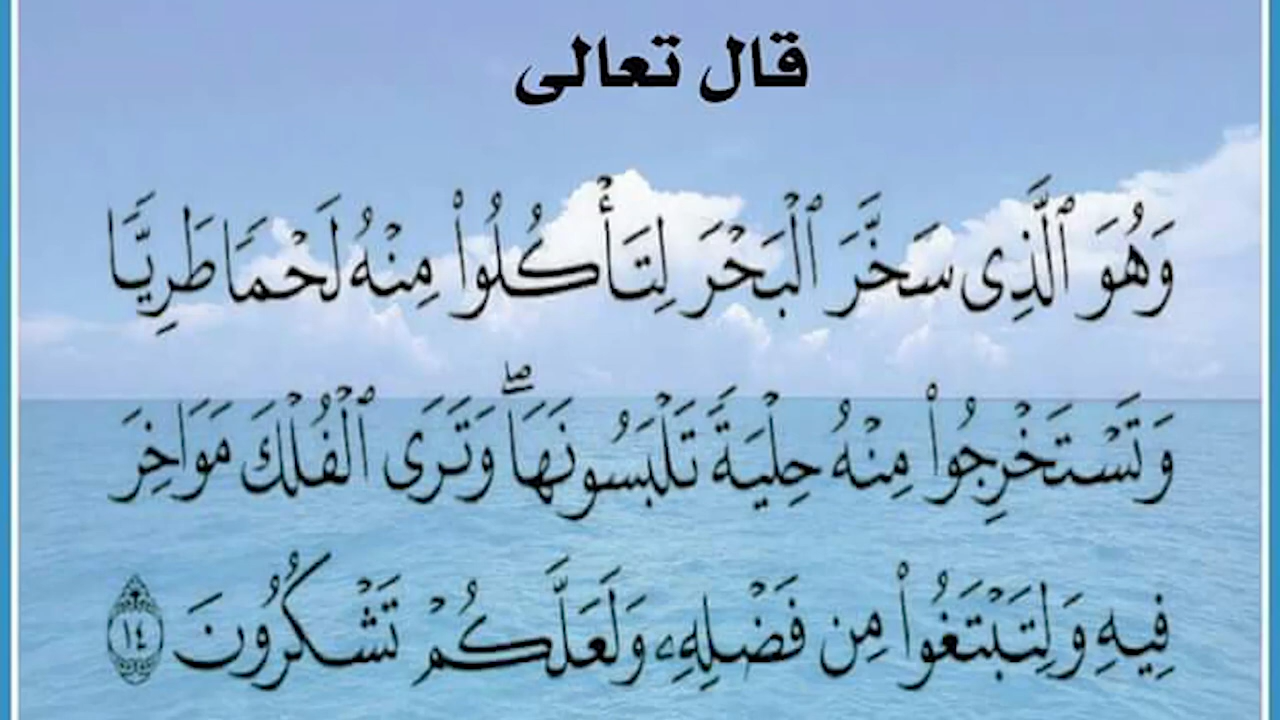 قال تعالى
وَهُوَ ٱلَّذِى سَخَّرَ ٱلْبَحْرَ لِتَأْكُلُوا۟ مِنْهُ لَحْمًا طَرِيًّا
وَتَسْتَخْرِجُوا۟ مِنْهُ حِلْيَةً تَلْبَسُونَهَاۖ وَتَرَى ٱلْفُلْكَ مَوَاخِرَ
فِيهِ وَلِتَبْتَغُوا۟ مِن فَضْلِهِۦ وَلَعَلَّكُمْ تَشْكُرُونَ ١٤